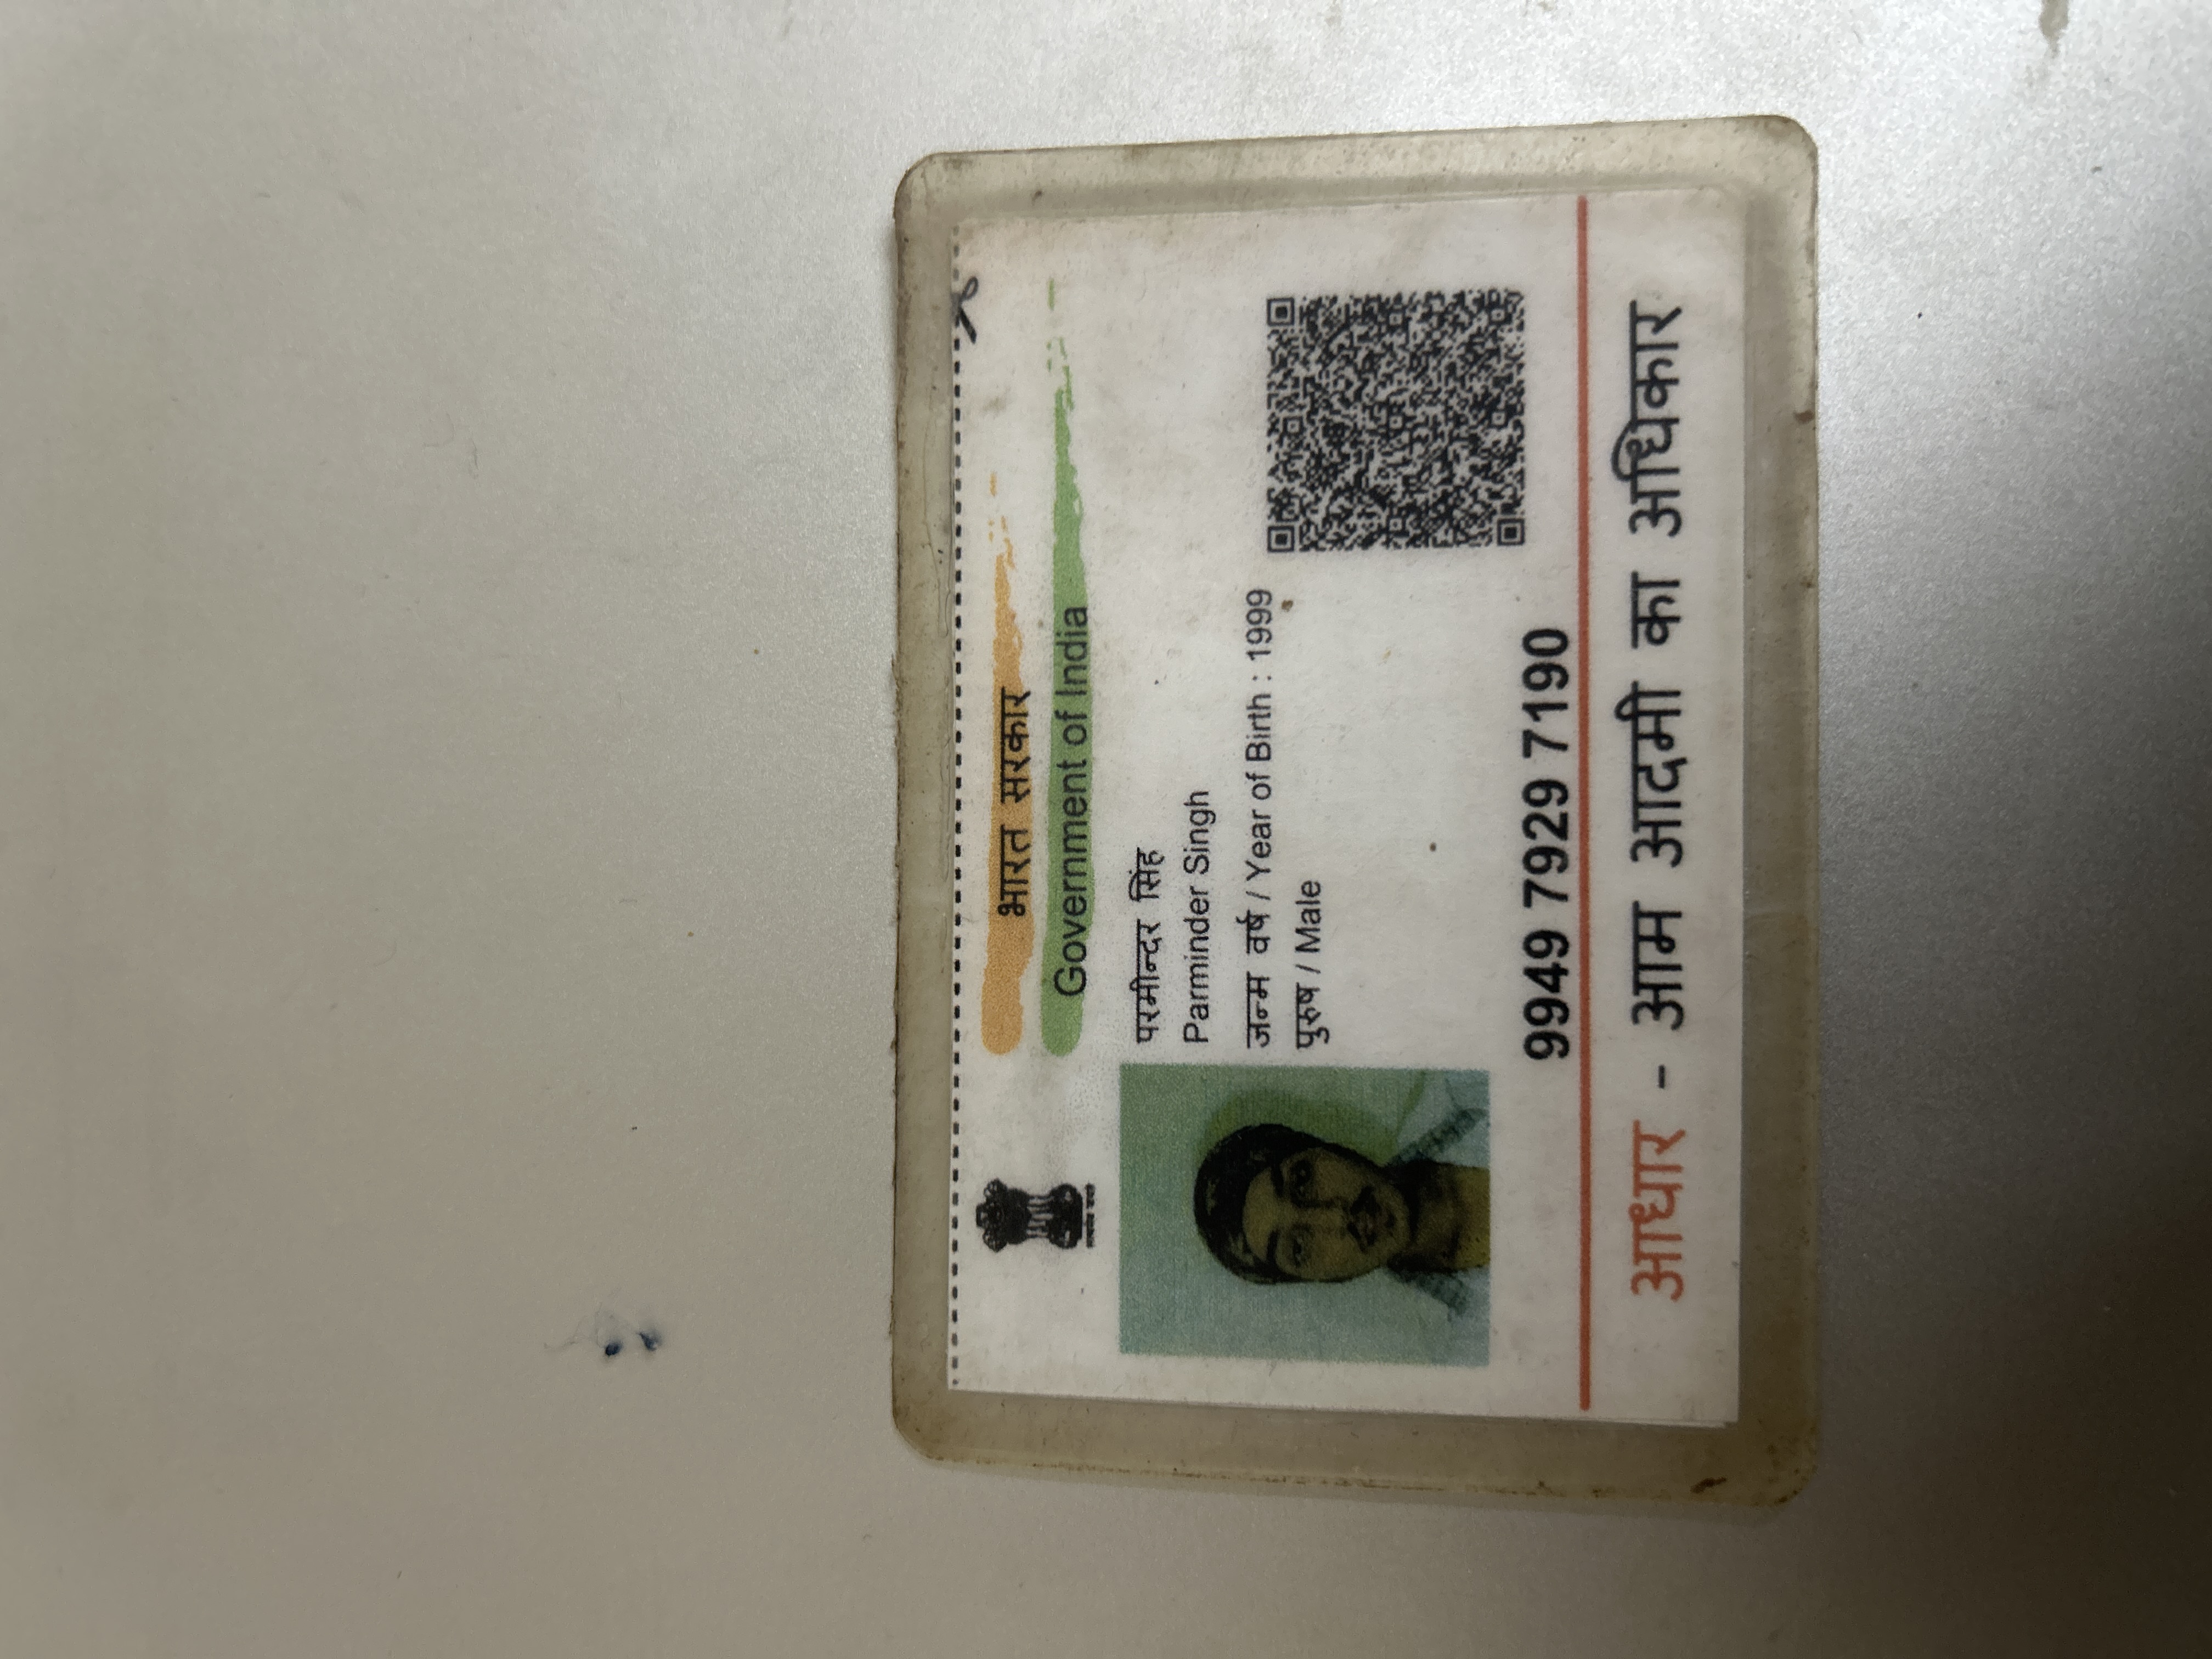 भारत सरकार
Government of India
परमीन्दर सिंह
Parminder Singh
जन्म वर्ष / Year of Birth : 1999
पुरुष / Male
9949 7929 7190
आधार - आम आदमी का अधिकार